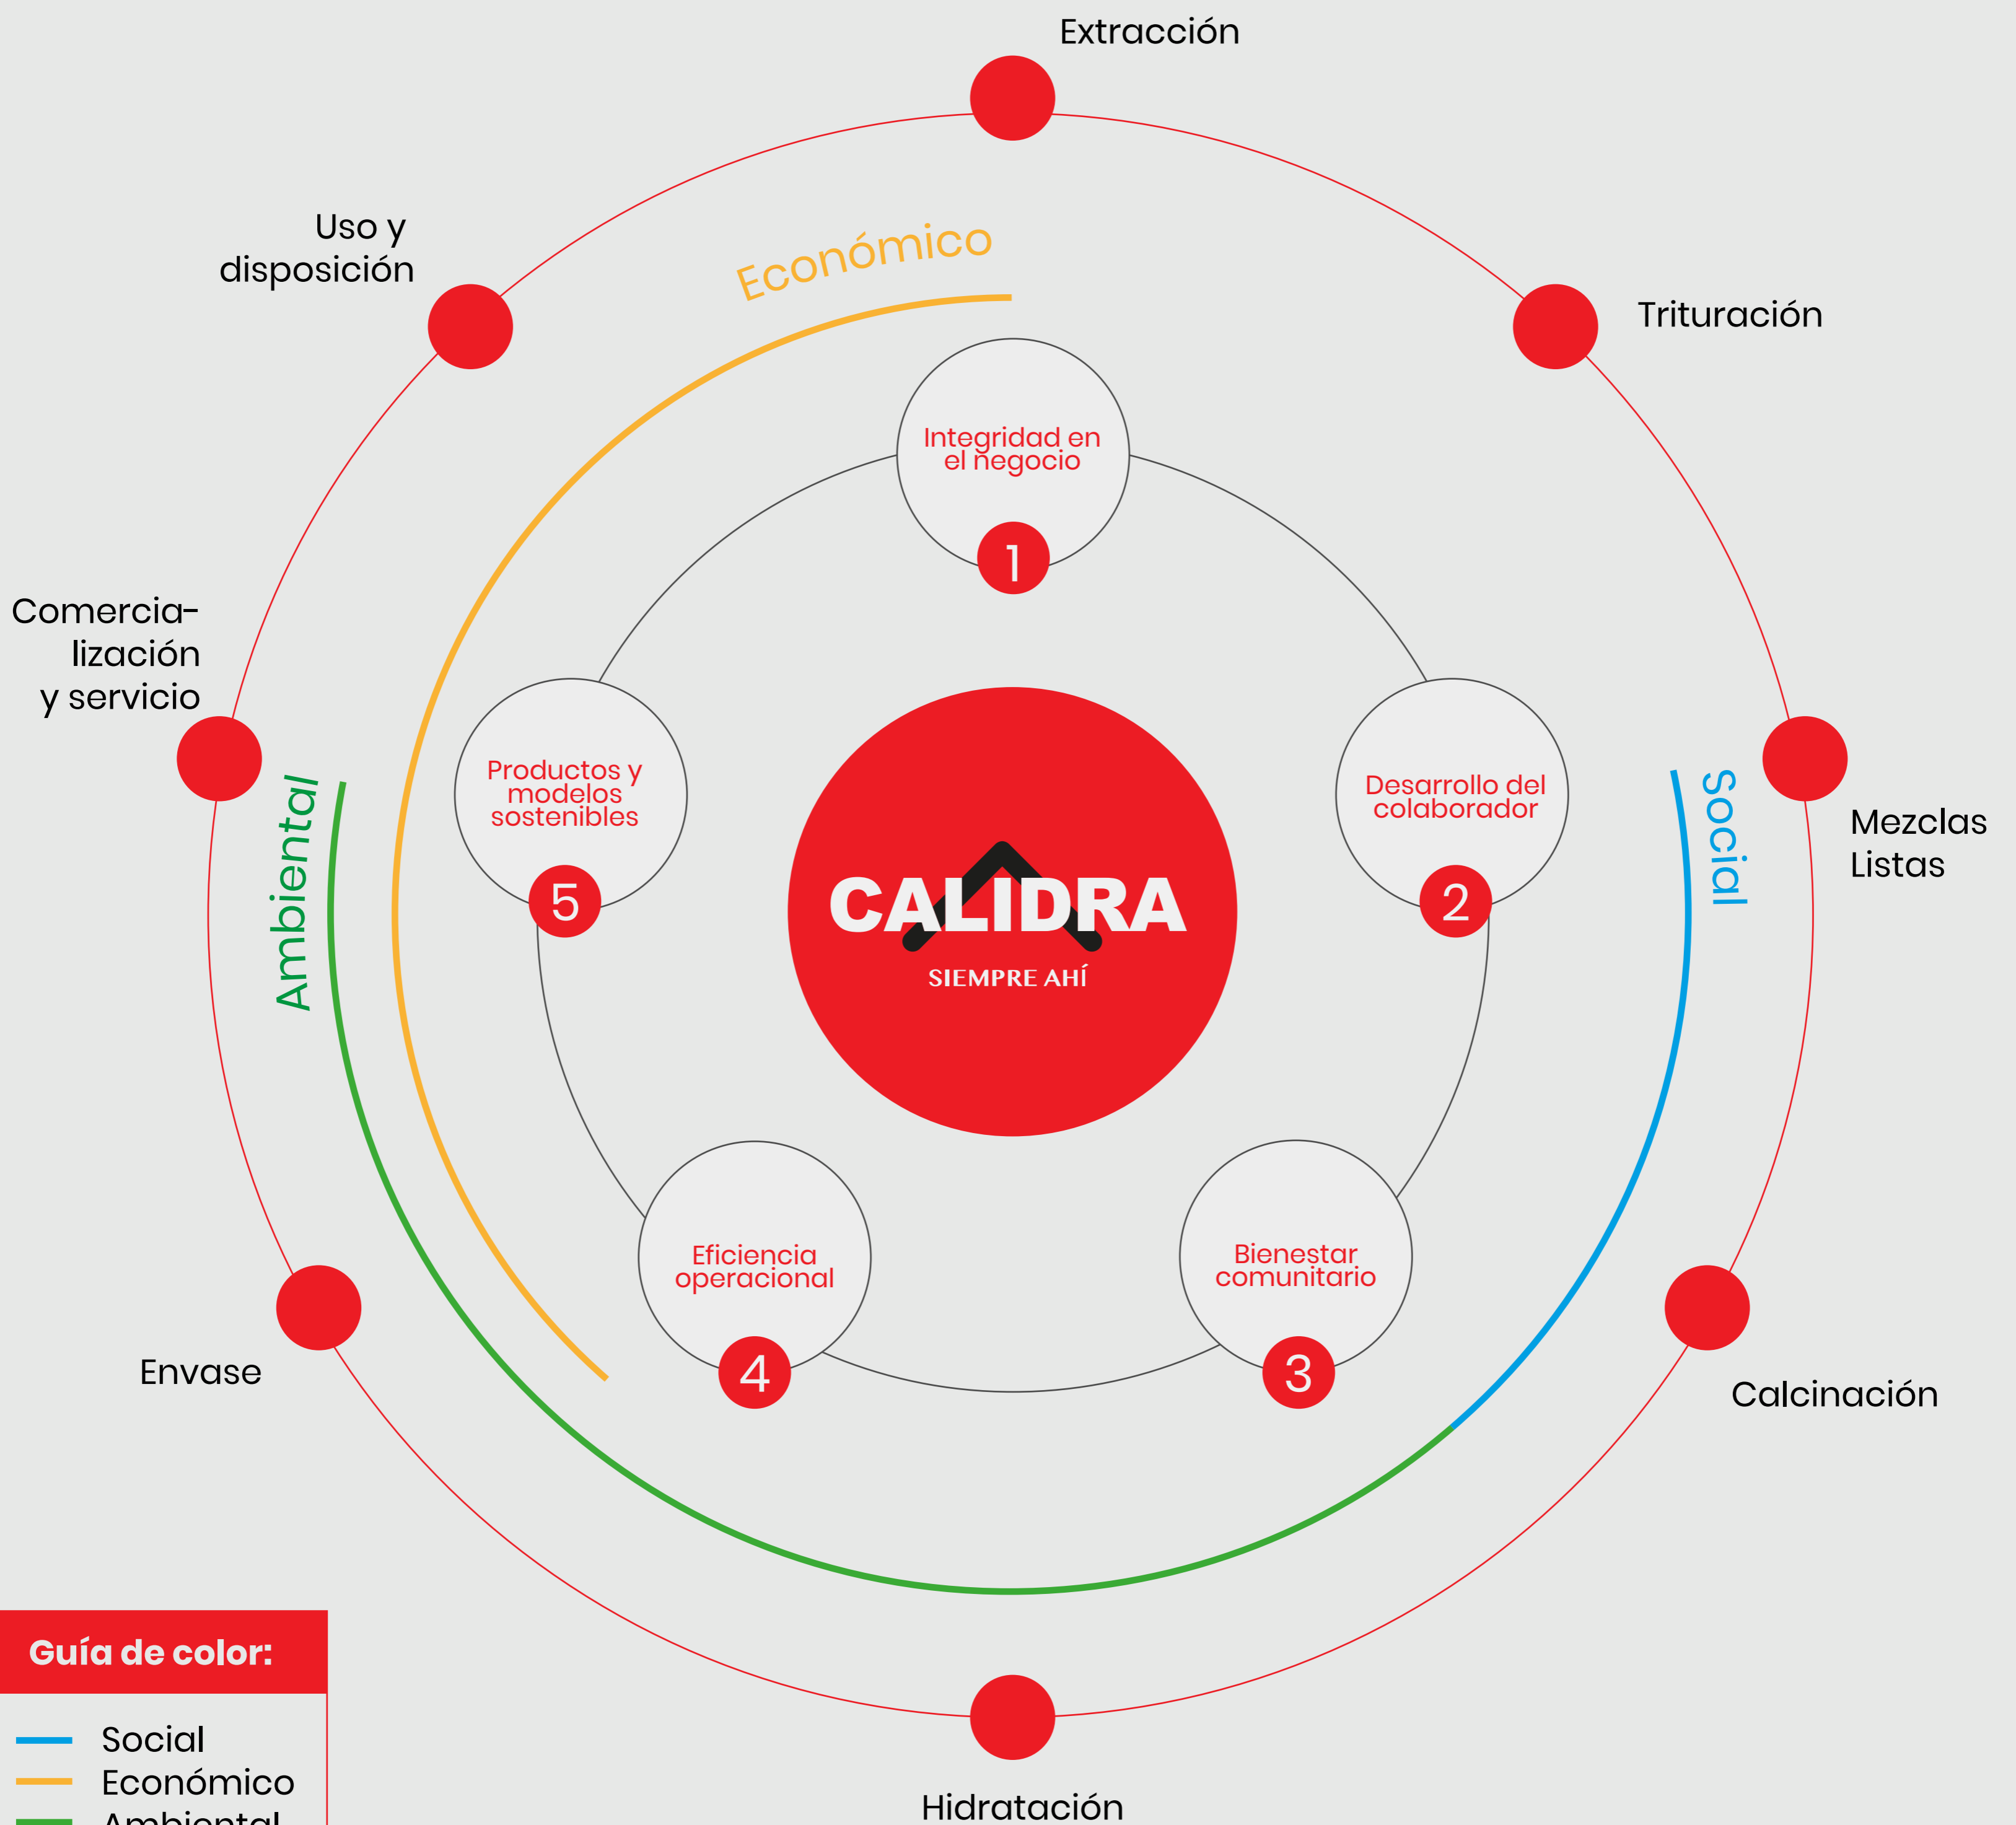 Extracción
Uso y
disposición
Económico
Trituración
Integridad en
el negocio
1
Comercia-
lización
y servicio
Productos y
modelos
sostenibles
5
Desarrollo del
colaborador
2
Social
Mezclas
Listas
Ambiental
CALIDRA
SIEMPRE AHÍ
Eficiencia
operacional
4
Bienestar
comunitario
3
Envase
Calcinación
Hidratación
Guía de color:
Social
Económico
Ambiental